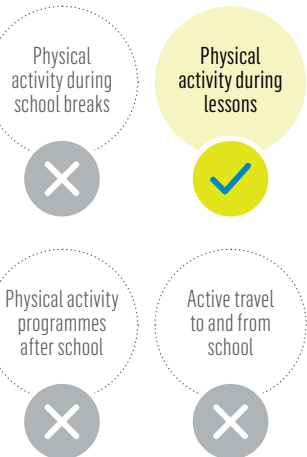 Physical
activity during
school breaks
Physical
activity during
lessons
Physical activity
programmes
after school
Active travel
to and from
school